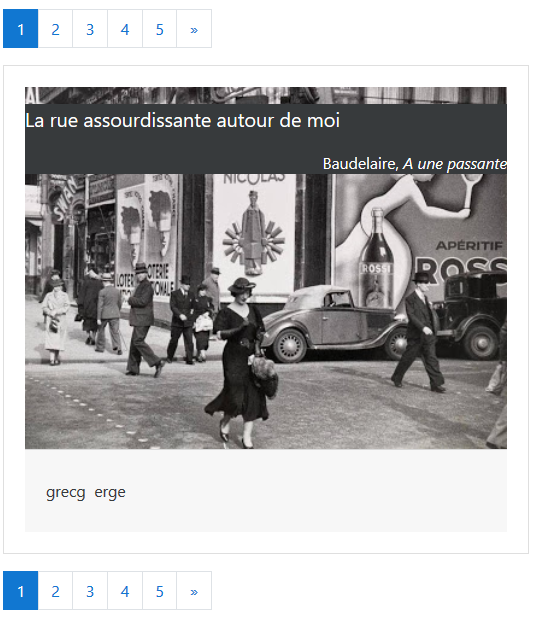 1 2 3 4 5 »
La rue assourdissante autour de moi
Baudelaire, A une passante
NICOLAS
APÉRITIF
ROSSI
ROSS
LOTERIE
NATIONALE
grecg erge
1 2 3 4 5 »